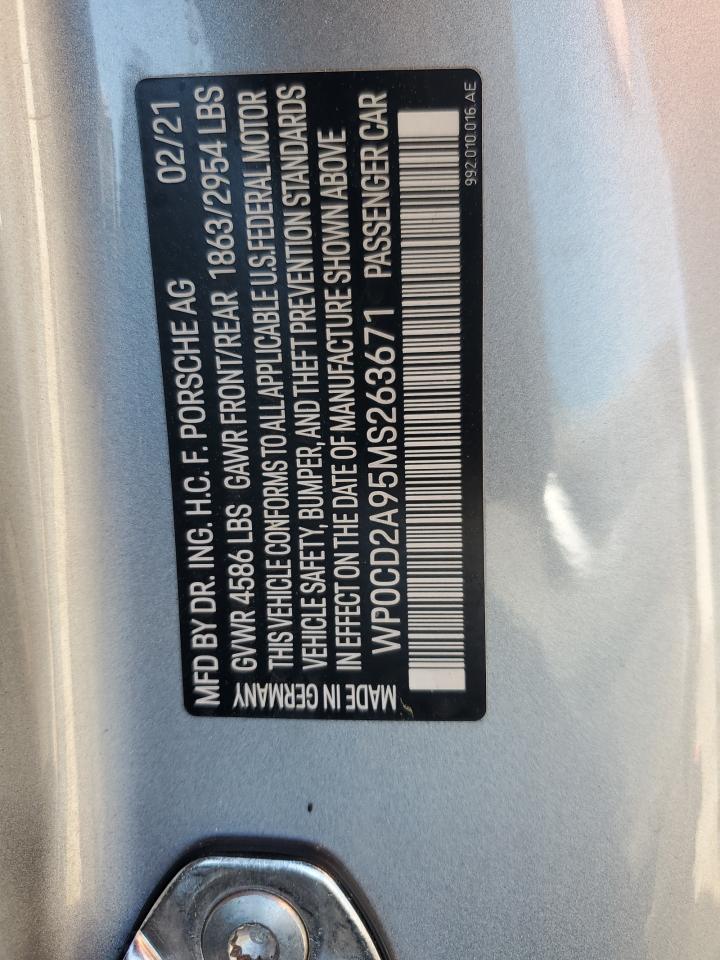 MFD BY DR. ING. H.C. F. PORSCHE AG 02/21
GVWR 4586 LBS GAWR FRONT/REAR 1863/2954 LBS
THIS VEHICLE CONFORMS TO ALL APPLICABLE U.S.FEDERAL MOTOR
VEHICLE SAFETY, BUMPER, AND THEFT PREVENTION STANDARDS
IN EFFECT ON THE DATE OF MANUFACTURE SHOWN ABOVE
WP0CD2A95MS263671 PASSENGER CAR
MADE IN GERMANY
992.010.016.AE